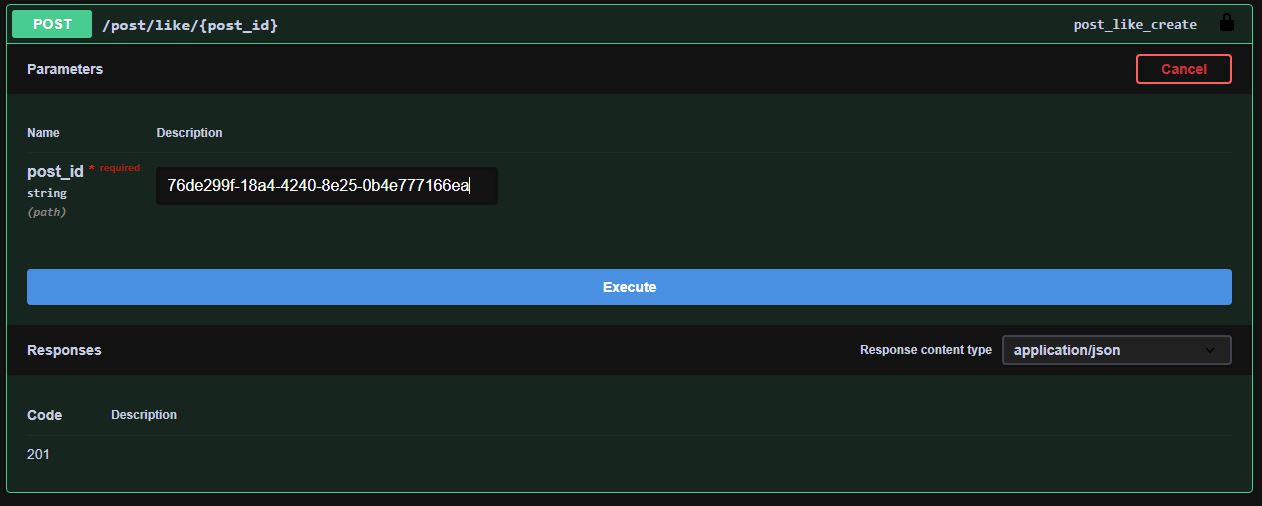 POST /post/like/{post_id} post_like_create
Parameters Cancel
Name Description
post_id * required
string
(path)
76de299f-18a4-4240-8e25-0b4e777166ea
Execute
Responses Response content type application/json
Code Description
201